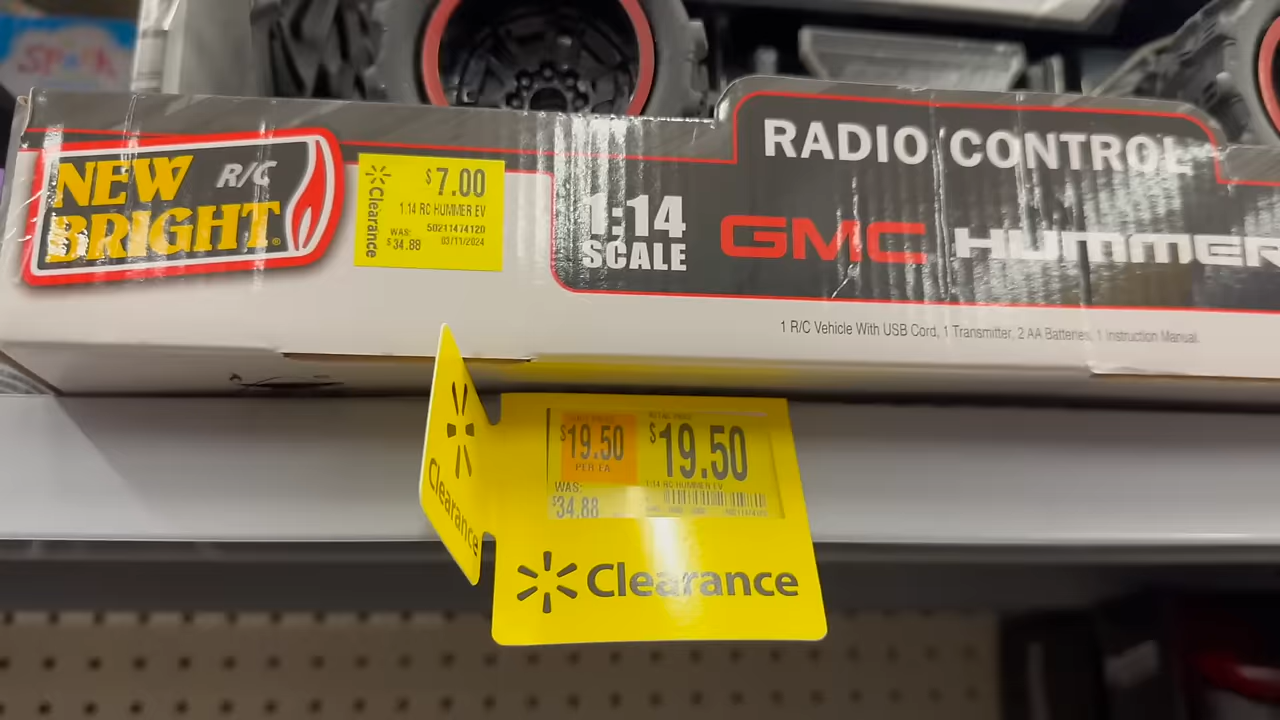 NEW R/C
BRIGHT
Clearance
$7.00
1:14 RC HUMMER EV
50211474120
WAS: 03/11/2024
$34.88
RADIO CONTROL
1:14
SCALE
GMC HUMMER
1 R/C Vehicle With USB Cord, 1 Transmitter, 2 AA Batteries, 1 Instruction Manual.
Clearance
RETAIL PRICE
$19.50 $19.50
PER EA
1:14 RC HUMMER EV
WAS:
$34.88
Clearance